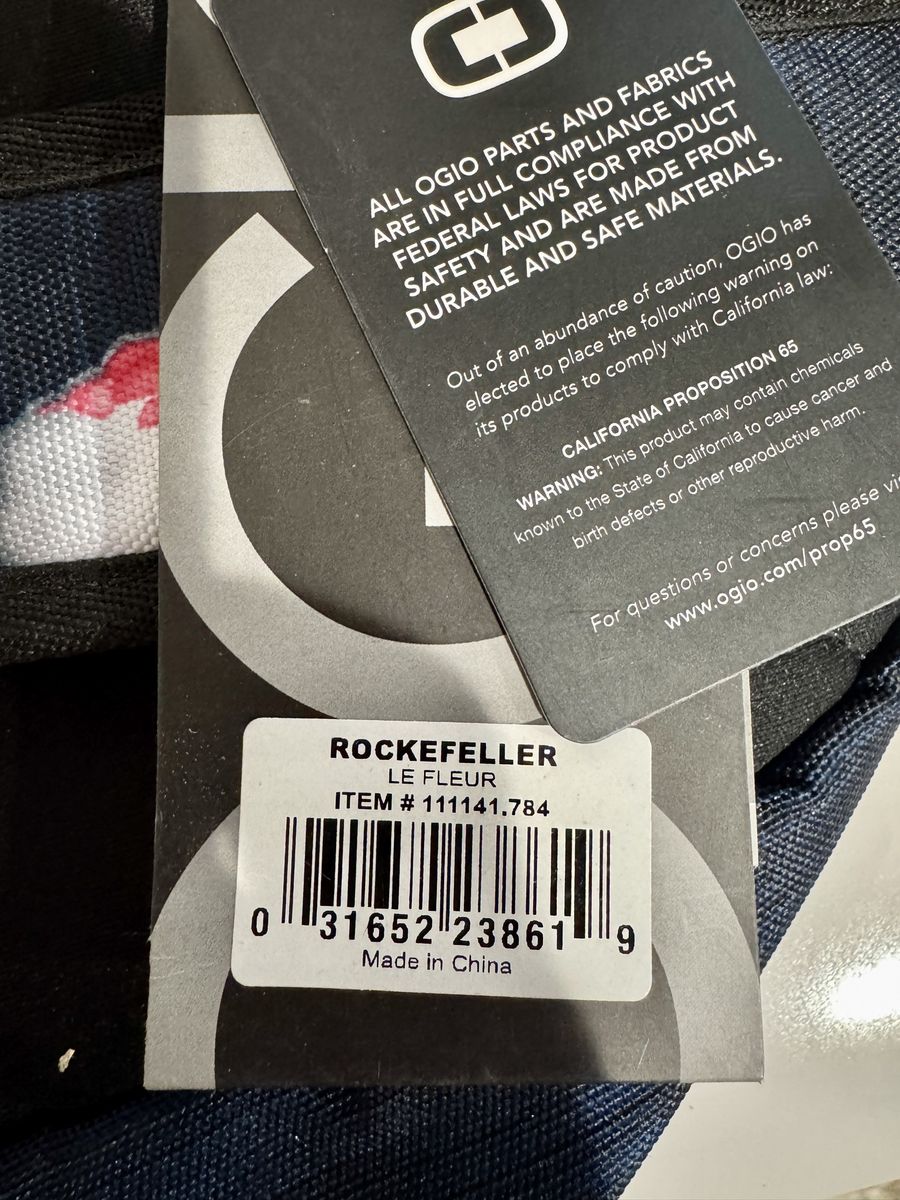 ALL OGIO PARTS AND FABRICS
ARE IN FULL COMPLIANCE WITH
FEDERAL LAWS FOR PRODUCT
SAFETY AND ARE MADE FROM
DURABLE AND SAFE MATERIALS.
Out of an abundance of caution, OGIO has
elected to place the following warning on
its products to comply with California law:
CALIFORNIA PROPOSITION 65
WARNING: This product may contain chemicals
known to the State of California to cause cancer and
birth defects or other reproductive harm.
For questions or concerns please
www.ogio.com/prop65
ROCKEFELLER
LE FLEUR
ITEM # 111141.784
0 31652 23861 9
Made in China